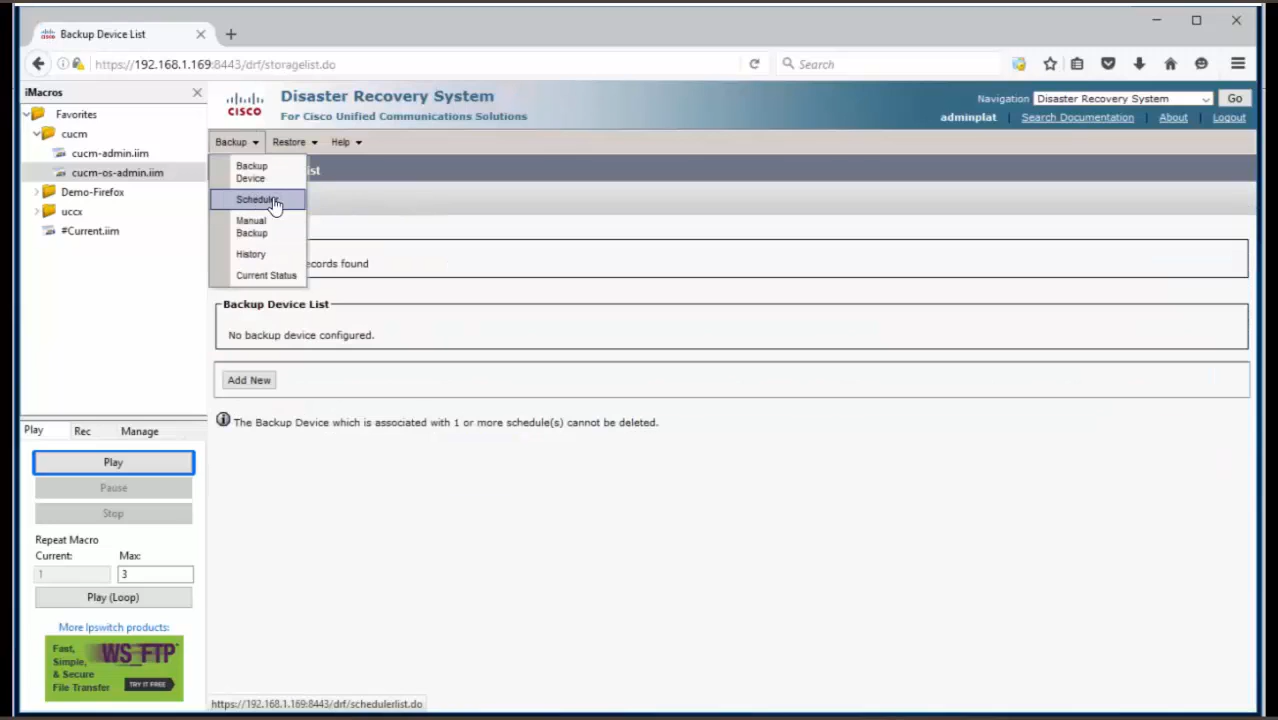 Backup Device List
https://192.168.1.169:8443/drf/storagelist.do
Search
iMacros
Favorites
cucm
cucm-admin.iim
cucm-os-admin.iim
Demo-Firefox
uccx
#Current.iim
Play
Rec
Manage
Play
Pause
Stop
Repeat Macro
Current:
Max:
1
3
Play (Loop)
More Ipswitch products:
Fast,
Simple,
& Secure
File Transfer
WS_FTP
TRY IT FREE
CISCO
Disaster Recovery System
For Cisco Unified Communications Solutions
Navigation
Disaster Recovery System
Go
adminplat
Search Documentation
About
Logout
Backup
Restore
Help
Backup
Device
Manual
Backup
History
Current Status
ist
ecords found
Backup Device List
No backup device configured.
Add New
The Backup Device which is associated with 1 or more schedule(s) cannot be deleted.
https://192.168.1.169:8443/drf/schedulerlist.do